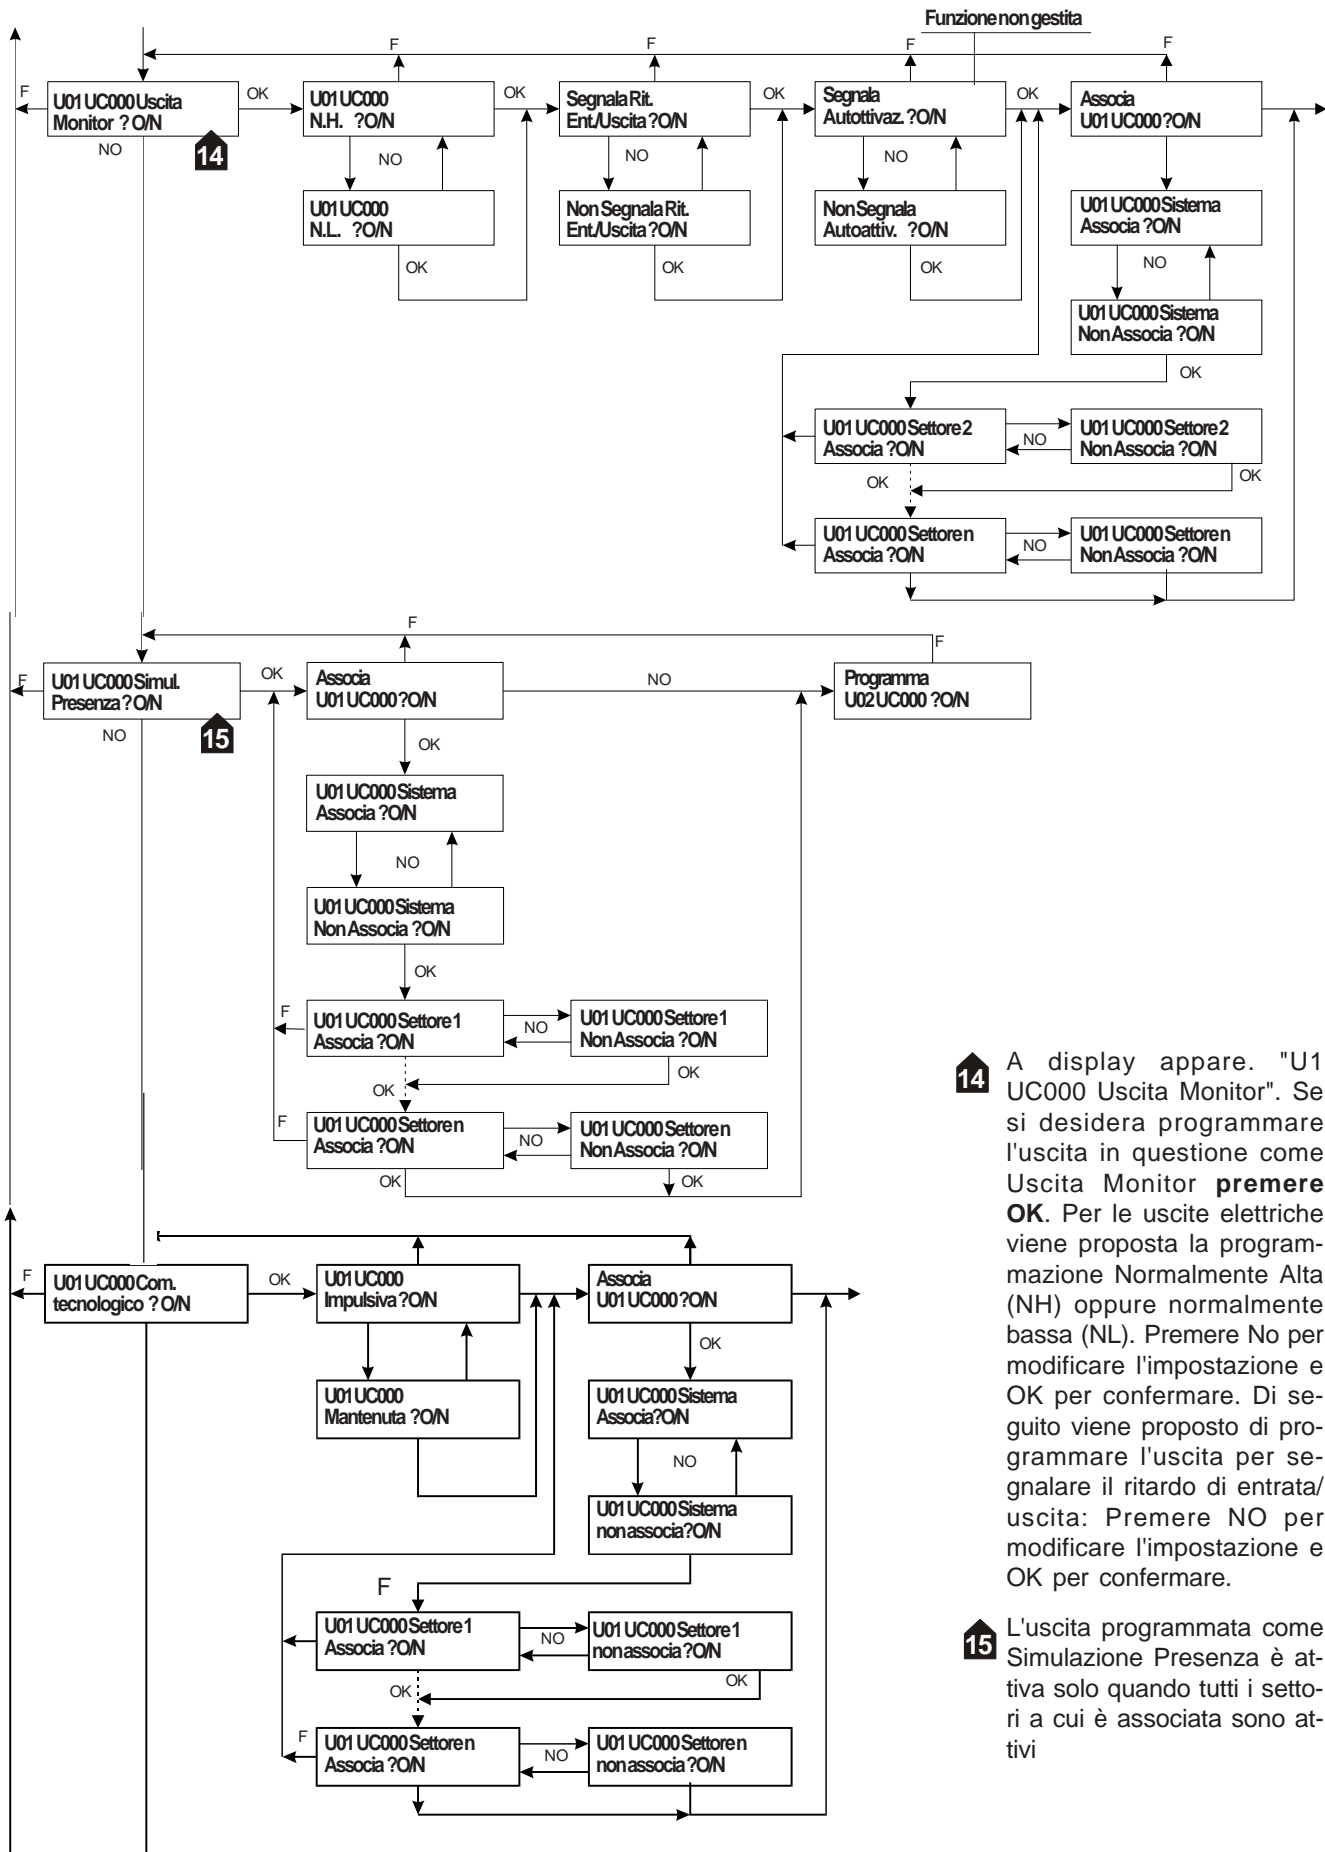 Funzione non gestita
F
F
F
F
F
U01 UC000 Uscita
Monitor ? O/N
OK
U01 UC000
N.H. ?O/N
OK
Segnala Rit.
Ent./Uscita ?O/N
OK
Segnala
Autottivaz. ?O/N
OK
Associa
U01 UC000 ?O/N
NO
14
NO
NO
NO
U01 UC000
N.L. ?O/N
Non Segnala Rit.
Ent./Uscita ?O/N
Non Segnala
Autoattiv. ?O/N
U01 UC000 Sistema
Associa ?O/N
OK
OK
OK
NO
U01 UC000 Sistema
Non Associa ?O/N
OK
U01 UC000 Settore 2
Associa ?O/N
NO
U01 UC000 Settore 2
Non Associa ?O/N
OK
OK
U01 UC000 Settore n
Associa ?O/N
NO
U01 UC000 Settore n
Non Associa ?O/N
F
F
F
U01 UC000 Simul.
Presenza ? O/N
OK
Associa
U01 UC000 ?O/N
NO
Programma
U02 UC000 ?O/N
NO
15
OK
U01 UC000 Sistema
Associa ?O/N
NO
U01 UC000 Sistema
Non Associa ?O/N
OK
F
U01 UC000 Settore 1
Associa ?O/N
NO
U01 UC000 Settore 1
Non Associa ?O/N
OK
OK
F
U01 UC000 Settore n
Associa ?O/N
NO
U01 UC000 Settore n
Non Associa ?O/N
OK
OK
F
U01 UC000 Com.
tecnologico ? O/N
OK
U01 UC000
Impulsiva ?O/N
Associa
U01 UC000 ?O/N
OK
U01 UC000
Mantenuta ?O/N
U01 UC000 Sistema
Associa?O/N
NO
U01 UC000 Sistema
non associa?O/N
F
U01 UC000 Settore 1
Associa ?O/N
NO
U01 UC000 Settore 1
non associa ?O/N
OK
OK
F
U01 UC000 Settore n
Associa ?O/N
NO
U01 UC000 Settore n
non associa ?O/N
14
A display appare. "U1
UC000 Uscita Monitor". Se
si desidera programmare
l'uscita in questione come
Uscita Monitor premere
OK. Per le uscite elettriche
viene proposta la program-
mazione Normalmente Alta
(NH) oppure normalmente
bassa (NL). Premere No per
modificare l'impostazione e
OK per confermare. Di se-
guito viene proposto di pro-
grammare l'uscita per se-
gnalare il ritardo di entrata/
uscita: Premere NO per
modificare l'impostazione e
OK per confermare.
15
L'uscita programmata come
Simulazione Presenza è at-
tiva solo quando tutti i setto-
ri a cui è associata sono at-
tivi